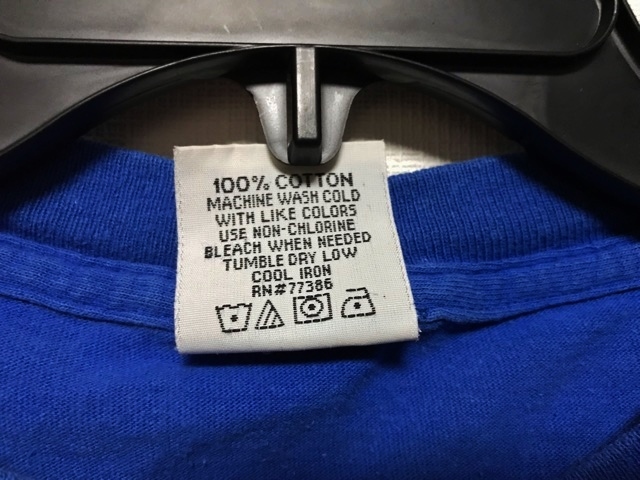 100% COTTON
MACHINE WASH COLD
WITH LIKE COLORS
USE NON-CHLORINE
BLEACH WHEN NEEDED
TUMBLE DRY LOW
COOL IRON
RN#77386